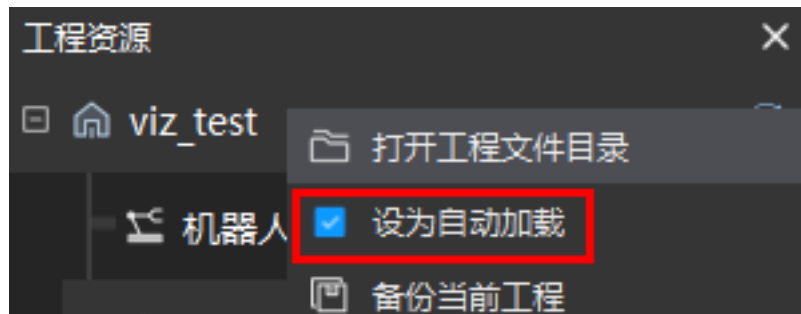 工程资源
viz_test
打开工程文件目录
机器人
设为自动加载
备份当前工程